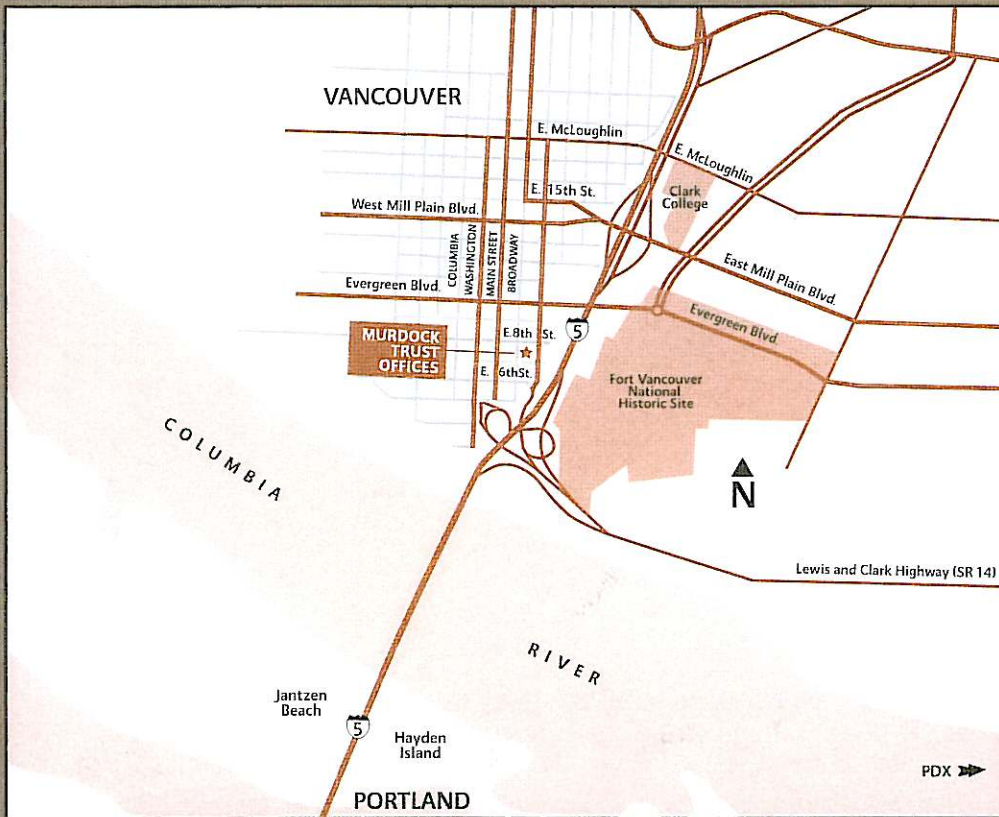 VANCOUVER
E. McLoughlin
E. McLoughlin
E. 15th St.
Clark
College
West Mill Plain Blvd.
COLUMBIA
WASHINGTON
MAIN STREET
BROADWAY
East Mill Plain Blvd.
Evergreen Blvd.
Evergreen Blvd.
5
MURDOCK
TRUST
OFFICES
E.8th St.
E. 6thSt.
Fort Vancouver
National
Historic Site
COLUMBIA
N
Lewis and Clark Highway (SR 14)
RIVER
Jantzen
Beach
5
Hayden
Island
PDX
PORTLAND